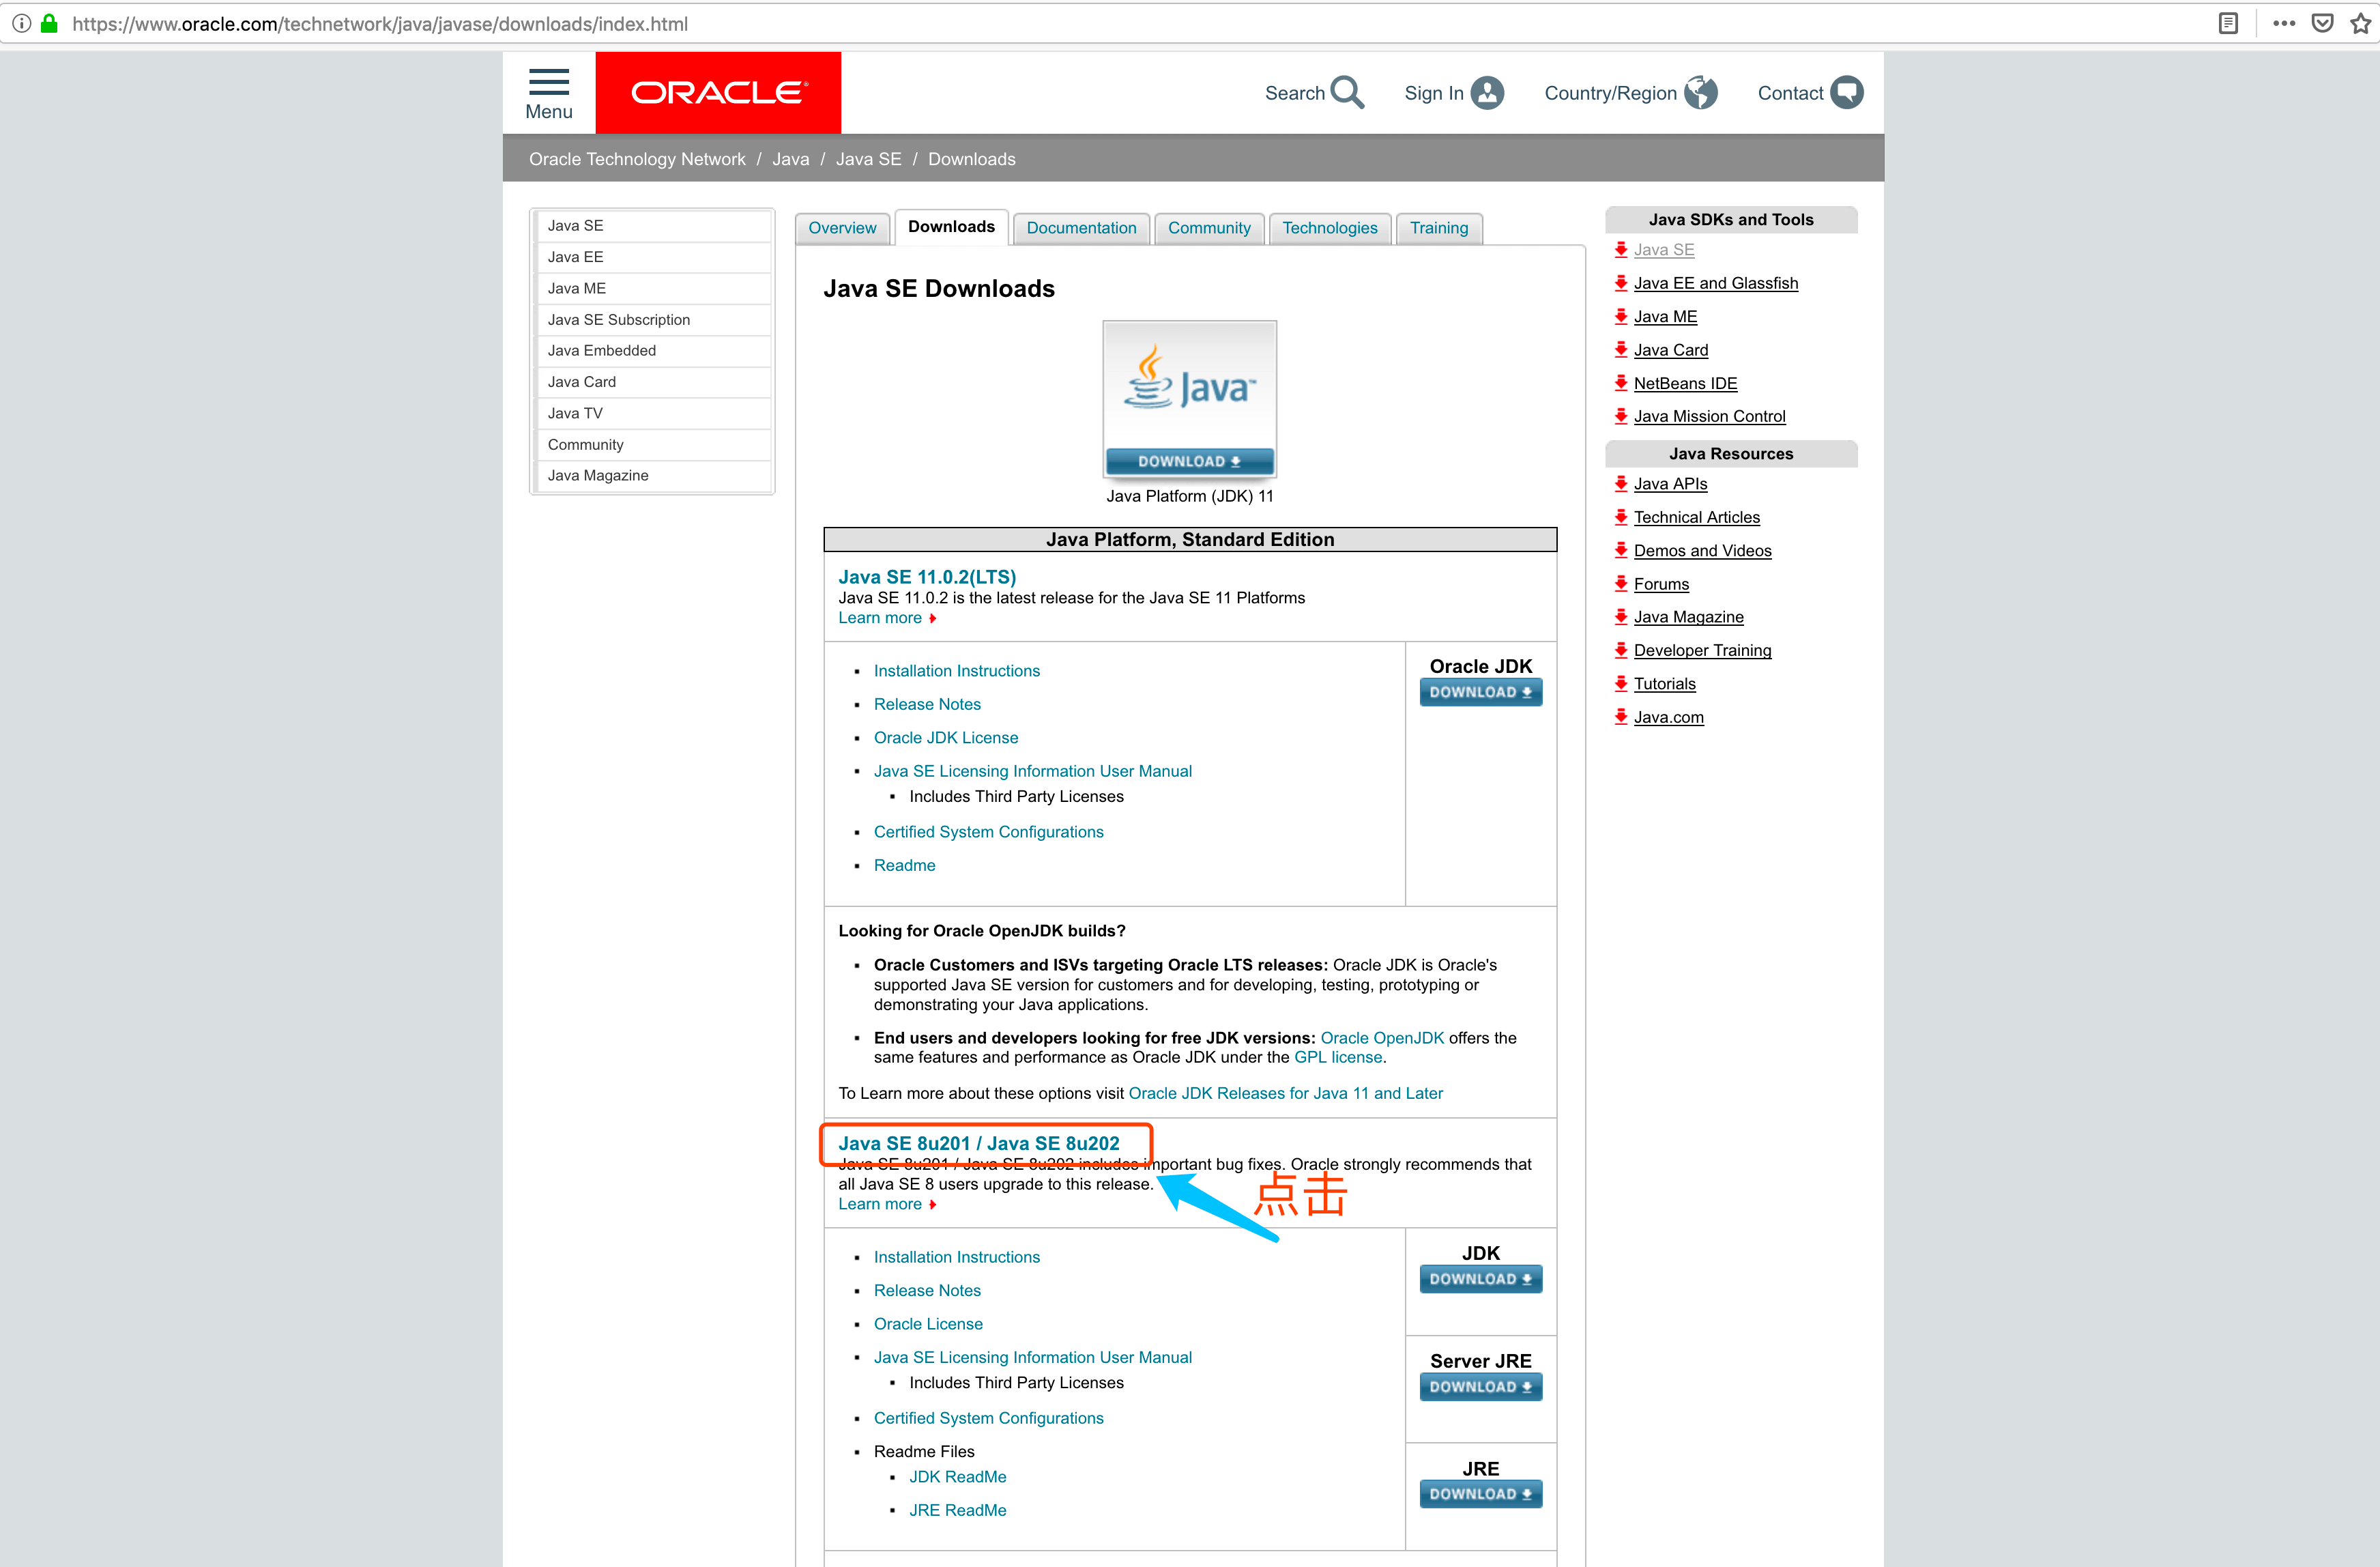 https://www.oracle.com/technetwork/java/javase/downloads/index.html
Menu
ORACLE®
Search
Sign In
Country/Region
Contact
Oracle Technology Network / Java / Java SE / Downloads
Java SE
Java EE
Java ME
Java SE Subscription
Java Embedded
Java Card
Java TV
Community
Java Magazine
Overview
Downloads
Documentation
Community
Technologies
Training
Java SE Downloads
Java™
DOWNLOAD
Java Platform (JDK) 11
Java Platform, Standard Edition
Java SE 11.0.2(LTS)
Java SE 11.0.2 is the latest release for the Java SE 11 Platforms
Learn more
Installation Instructions
Release Notes
Oracle JDK License
Java SE Licensing Information User Manual
Includes Third Party Licenses
Certified System Configurations
Readme
Oracle JDK
DOWNLOAD
Looking for Oracle OpenJDK builds?
Oracle Customers and ISVs targeting Oracle LTS releases: Oracle JDK is Oracle's
supported Java SE version for customers and for developing, testing, prototyping or
demonstrating your Java applications.
End users and developers looking for free JDK versions: Oracle OpenJDK offers the
same features and performance as Oracle JDK under the GPL license.
To Learn more about these options visit Oracle JDK Releases for Java 11 and Later
Java SE 8u201 / Java SE 8u202
Java SE 8u201 / Java SE 8u202 includes important bug fixes. Oracle strongly recommends that
all Java SE 8 users upgrade to this release.
点击
Learn more
Installation Instructions
Release Notes
Oracle License
Java SE Licensing Information User Manual
Includes Third Party Licenses
Certified System Configurations
Readme Files
JDK ReadMe
JRE ReadMe
JDK
DOWNLOAD
Server JRE
DOWNLOAD
JRE
DOWNLOAD
Java SDKs and Tools
Java SE
Java EE and Glassfish
Java ME
Java Card
NetBeans IDE
Java Mission Control
Java Resources
Java APIs
Technical Articles
Demos and Videos
Forums
Java Magazine
Developer Training
Tutorials
Java.com